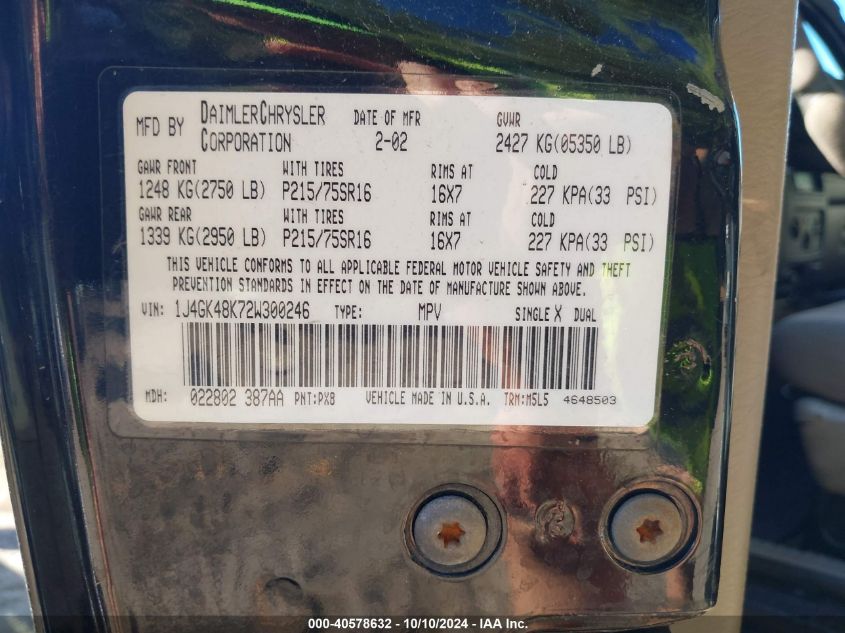 MFD BY DAIMLERCHRYSLER CORPORATION DATE OF MFR 2-02 GVWR 2427 KG(05350 LB)
GAWR FRONT WITH TIRES RIMS AT COLD
1248 KG(2750 LB) P215/75SR16 16X7 227 KPA(33 PSI)
GAWR REAR WITH TIRES RIMS AT COLD
1339 KG(2950 LB) P215/75SR16 16X7 227 KPA(33 PSI)
THIS VEHICLE CONFORMS TO ALL APPLICABLE FEDERAL MOTOR VEHICLE SAFETY AND THEFT
PREVENTION STANDARDS IN EFFECT ON THE DATE OF MANUFACTURE SHOWN ABOVE.
VIN: 1J4GK48K72W300246 TYPE: MPV SINGLE X DUAL
MDH: 022802 387AA PNT:PX8 VEHICLE MADE IN U.S.A. TRM:M5L5 4648503
000-40578632 - 10/10/2024 - IAA Inc.